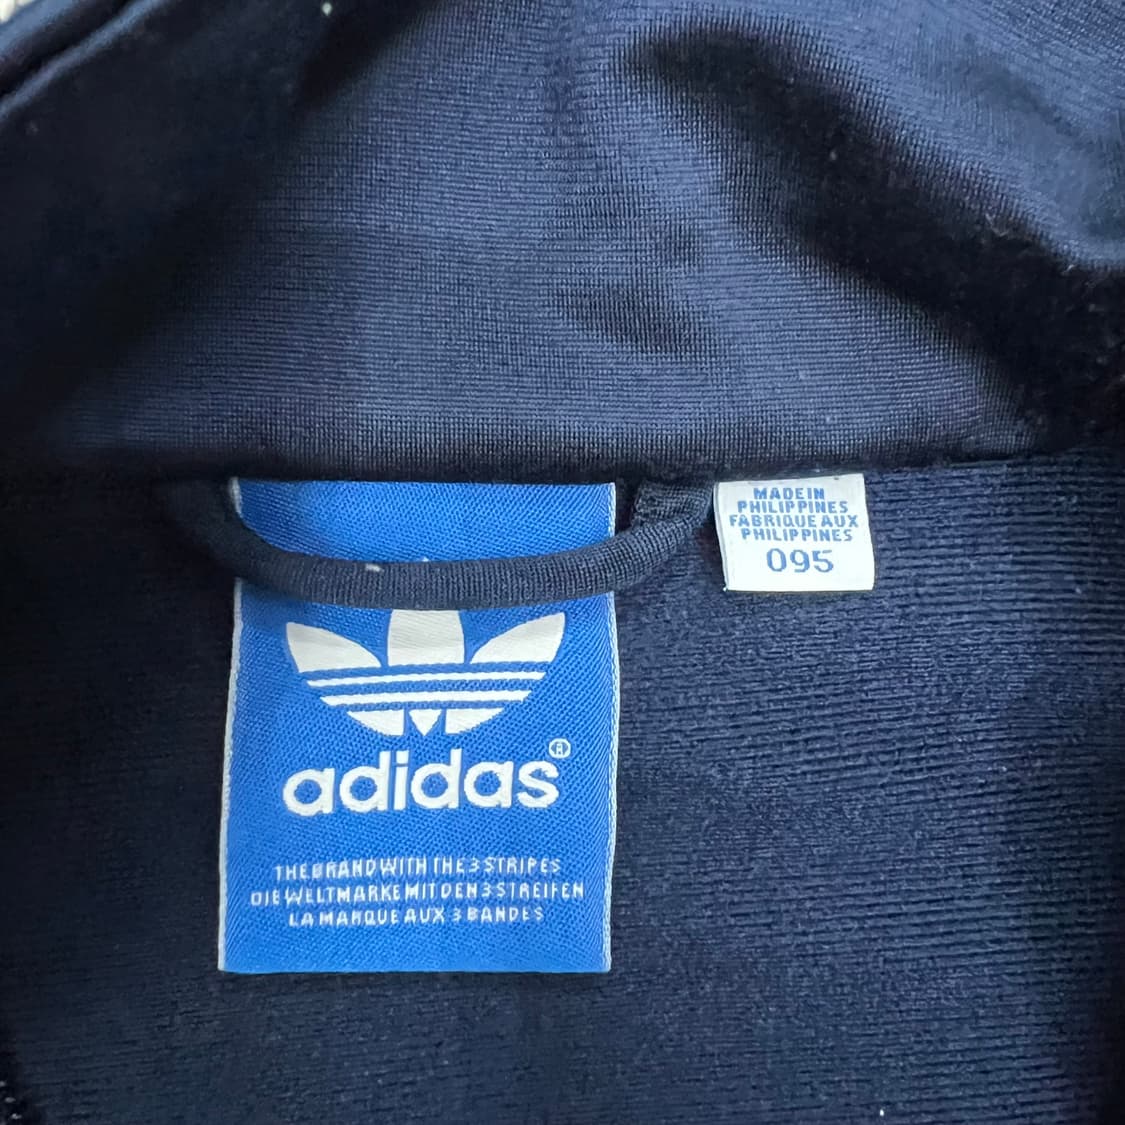 MADE IN
PHILIPPINES
FABRIQUE AUX
PHILIPPINES
095
adidas®
THE BRAND WITH THE 3 STRIPES
DIE WELTMARKE MIT DEN 3 STREIFEN
LA MARQUE AUX 3 BANDES